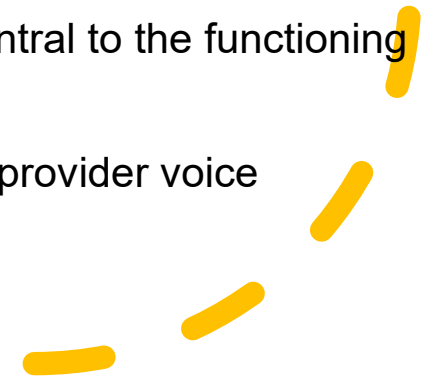 ntral to the functioning
provider voice